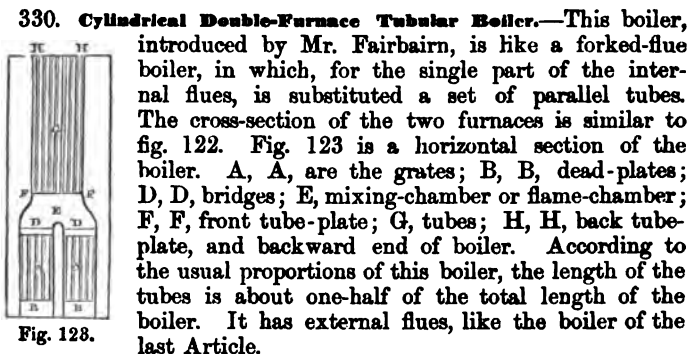 330. Cylindrical Double-Furnace Tubular Boiler.—This boiler,
introduced by Mr. Fairbairn, is like a forked-flue
boiler, in which, for the single part of the inter-
nal flues, is substituted a set of parallel tubes.
The cross-section of the two furnaces is similar to
fig. 122. Fig. 123 is a horizontal section of the
boiler. A, A, are the grates; B, B, dead-plates;
D, D, bridges; E, mixing-chamber or flame-chamber;
F, F, front tube-plate; G, tubes; H, H, back tube-
plate, and backward end of boiler. According to
the usual proportions of this boiler, the length of the
tubes is about one-half of the total length of the
boiler. It has external flues, like the boiler of the
last Article.
H H
G
F F
E
D D
B B
Fig. 123.